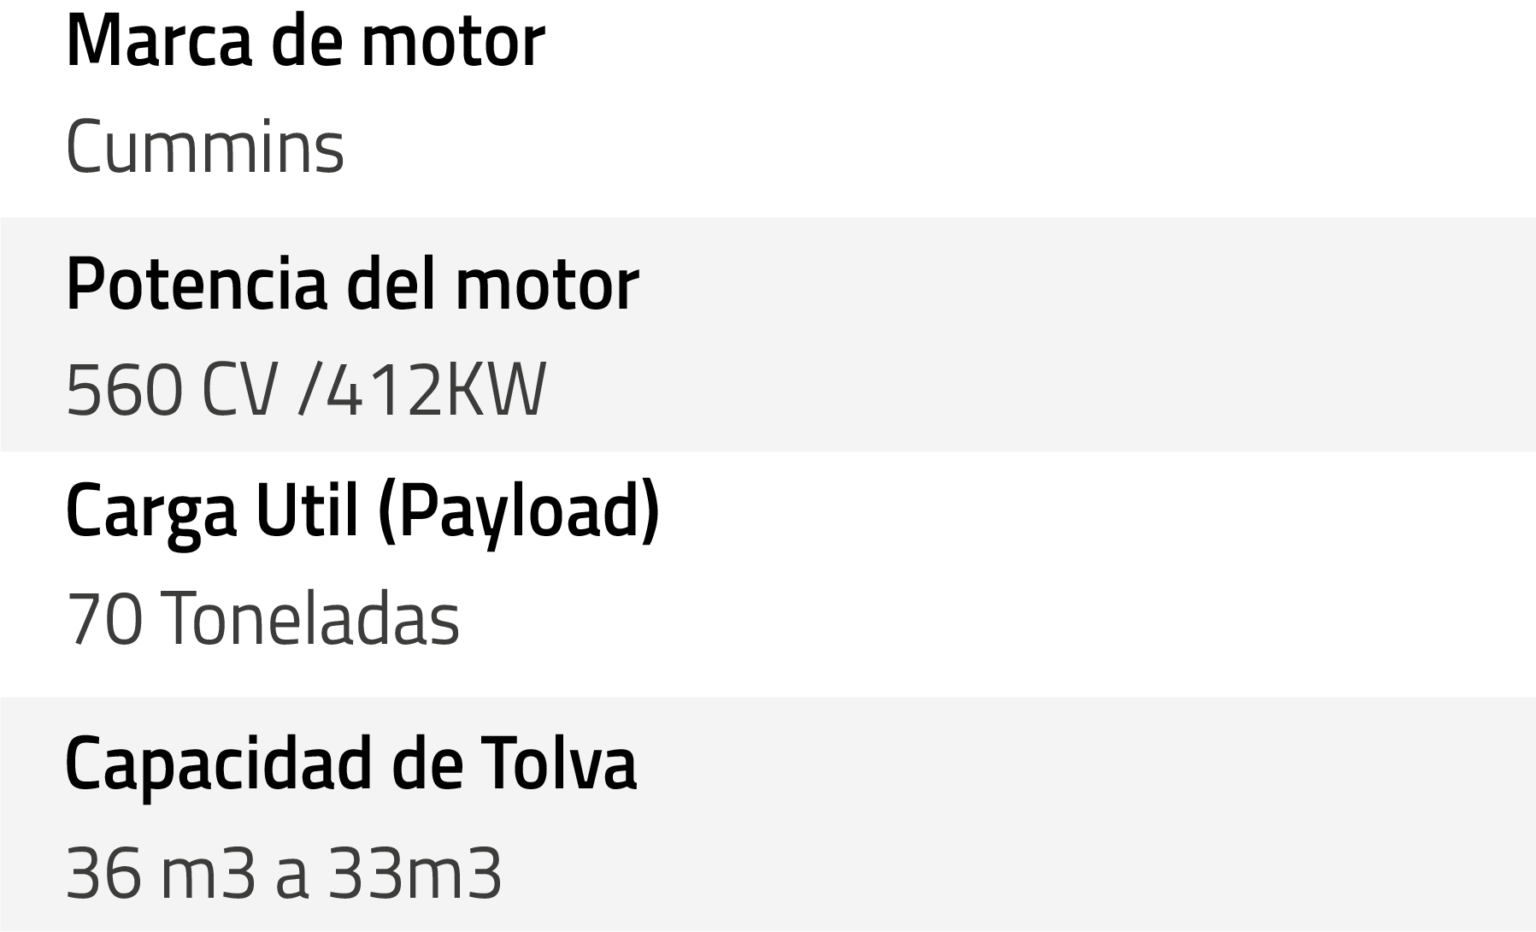 Marca de motor
Cummins
Potencia del motor
560 CV /412KW
Carga Util (Payload)
70 Toneladas
Capacidad de Tolva
36 m3 a 33m3